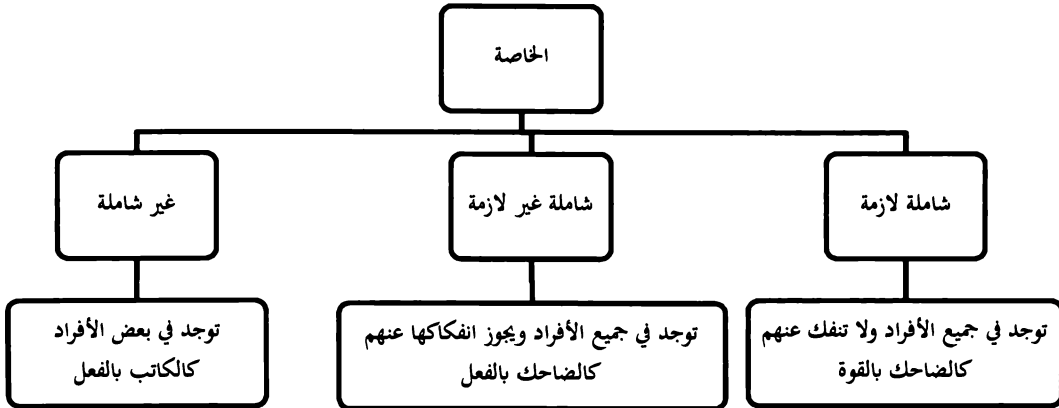 الخاصة
شاملة لازمة
شاملة غير لازمة
غير شاملة
توجد في جميع الأفراد ولا تنفك عنهم
كالضاحك بالقوة
توجد في جميع الأفراد ويجوز انفكاكها عنهم
كالضاحك بالفعل
توجد في بعض الأفراد
كالكاتب بالفعل